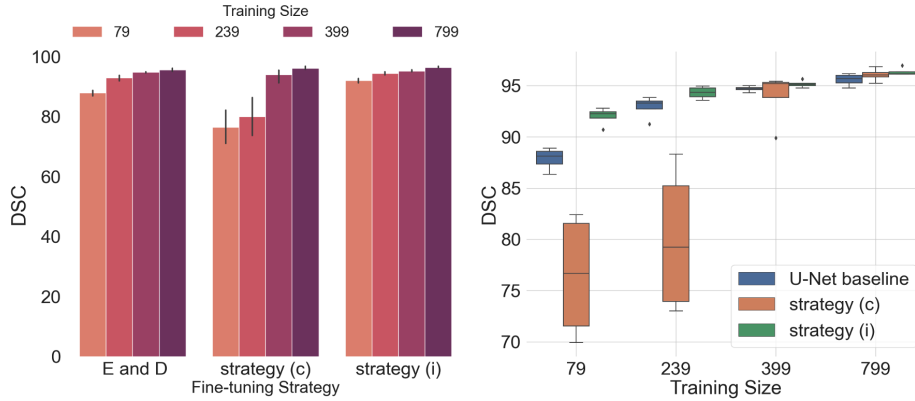 Training Size
79 239 399 799
100
80
60
40
20
0
DSC
E and D strategy (c) strategy (i)
Fine-tuning Strategy
95
90
85
80
75
70
DSC
U-Net baseline
strategy (c)
strategy (i)
79 239 399 799
Training Size